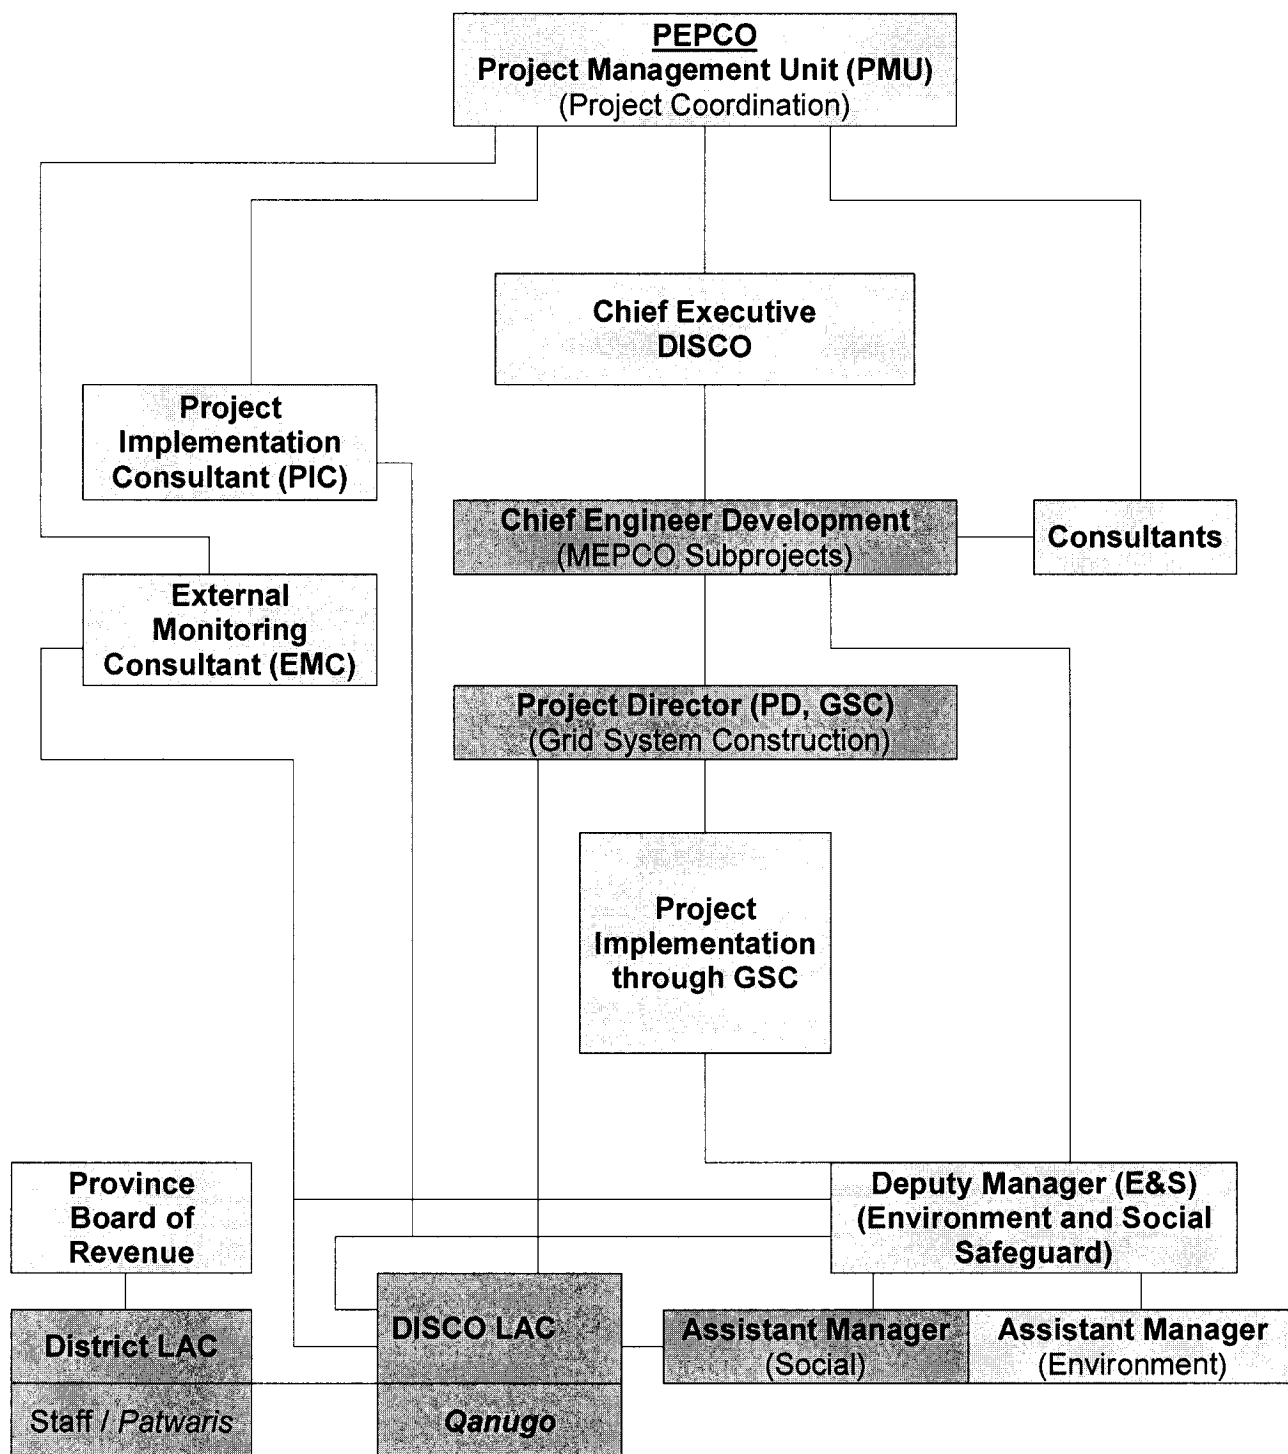 PEPCO
Project Management Unit (PMU)
(Project Coordination)
Chief Executive
DISCO
Project
Implementation
Consultant (PIC)
Chief Engineer Development
(MEPCO Subprojects)
Consultants
External
Monitoring
Consultant (EMC)
Project Director (PD, GSC)
(Grid System Construction)
Project
Implementation
through GSC
Province
Board of
Revenue
Deputy Manager (E&S)
(Environment and Social
Safeguard)
District LAC
Staff / Patwaris
DISCO LAC
Qanugo
Assistant Manager
(Social)
Assistant Manager
(Environment)